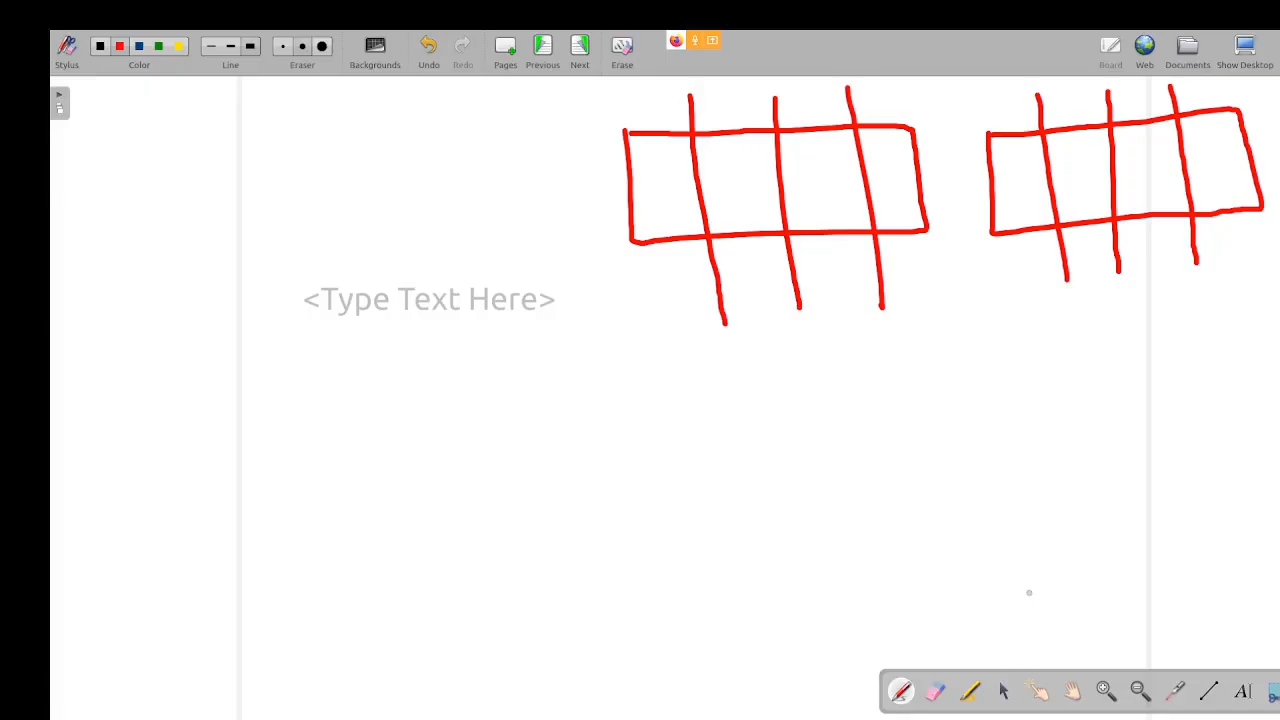 Stylus Color Line Eraser Backgrounds Undo Redo Pages Previous Next Erase Board Web Documents Show Desktop
<Type Text Here>
A